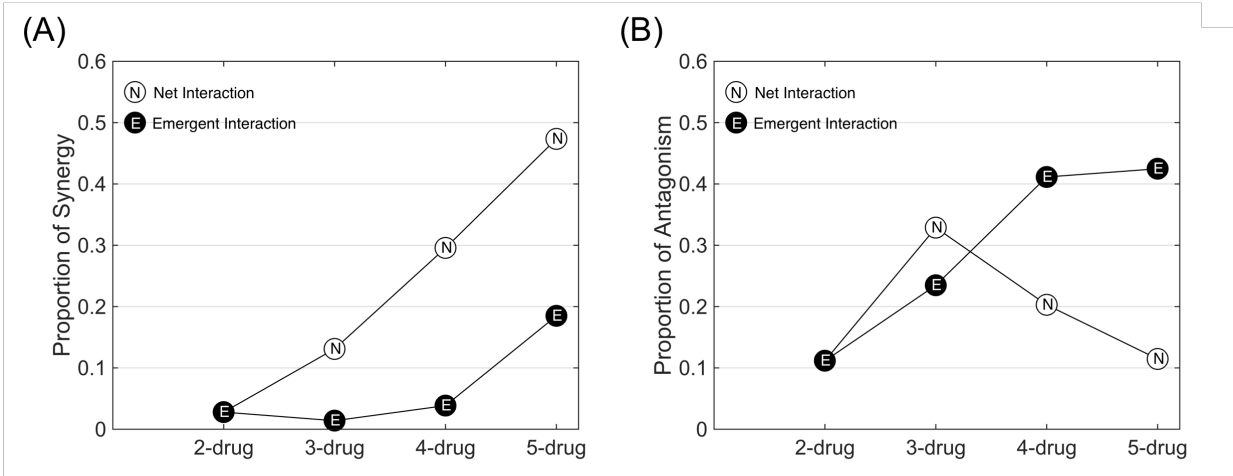 (A)
0.6
0.5
0.4
0.3
0.2
0.1
0
Proportion of Synergy
N Net Interaction
E Emergent Interaction
N
N
N
E
E
E
E
2-drug 3-drug 4-drug 5-drug
(B)
0.6
0.5
0.4
0.3
0.2
0.1
0
Proportion of Antagonism
N Net Interaction
E Emergent Interaction
E
E
N
E
E
N
N
2-drug 3-drug 4-drug 5-drug